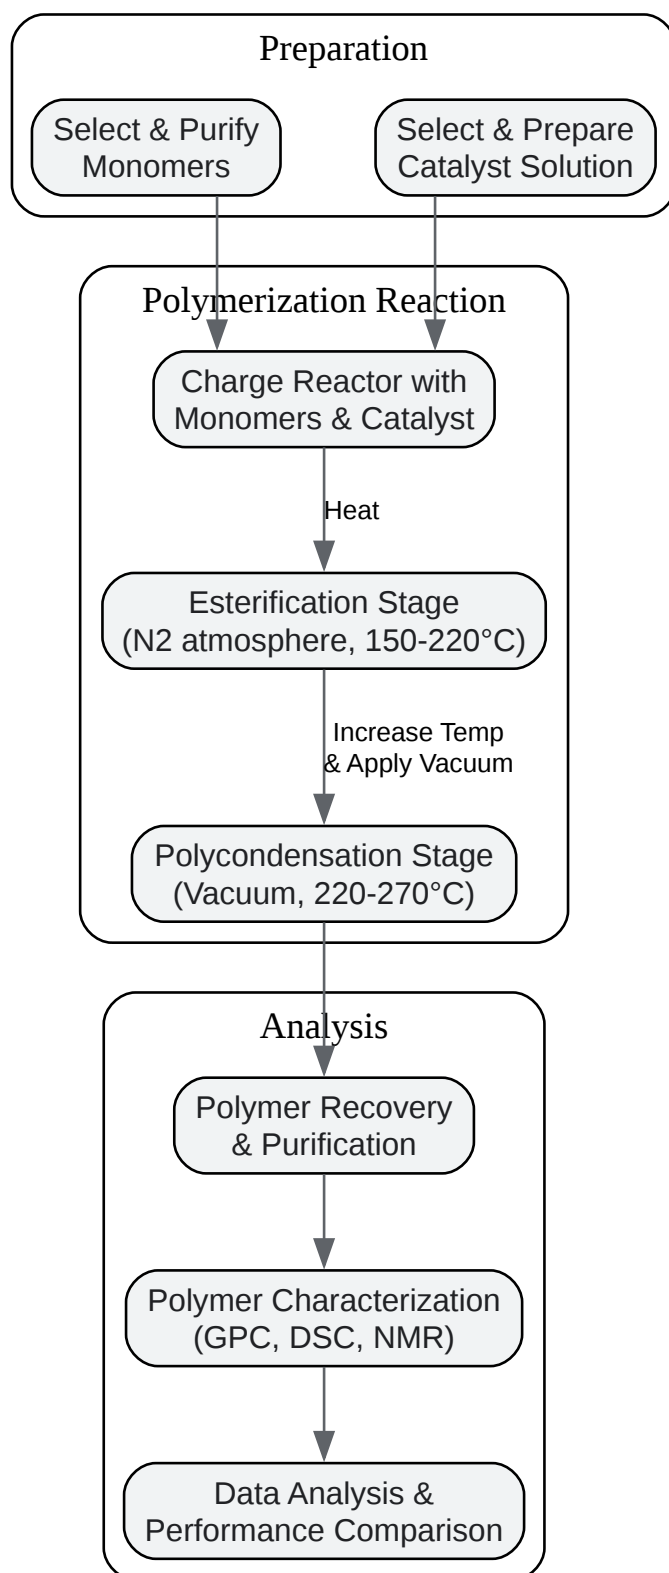 Preparation
Select & Purify
Monomers
Select & Prepare
Catalyst Solution
Polymerization Reaction
Charge Reactor with
Monomers & Catalyst
Heat
Esterification Stage
(N2 atmosphere, 150-220°C)
Increase Temp
& Apply Vacuum
Polycondensation Stage
(Vacuum, 220-270°C)
Analysis
Polymer Recovery
& Purification
Polymer Characterization
(GPC, DSC, NMR)
Data Analysis &
Performance Comparison